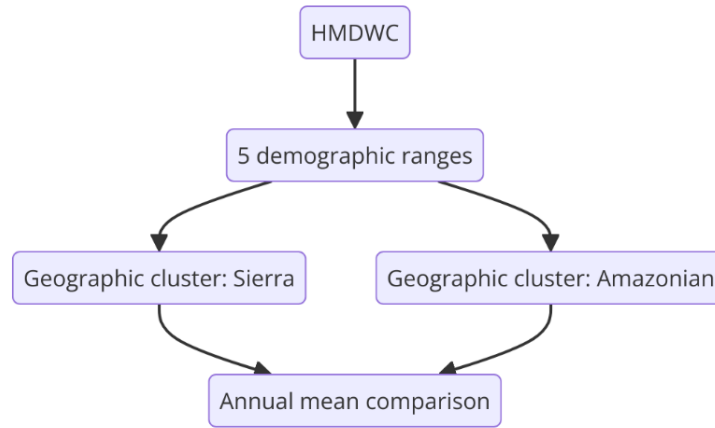 HMDWC
5 demographic ranges
Geographic cluster: Sierra
Geographic cluster: Amazonian
Annual mean comparison